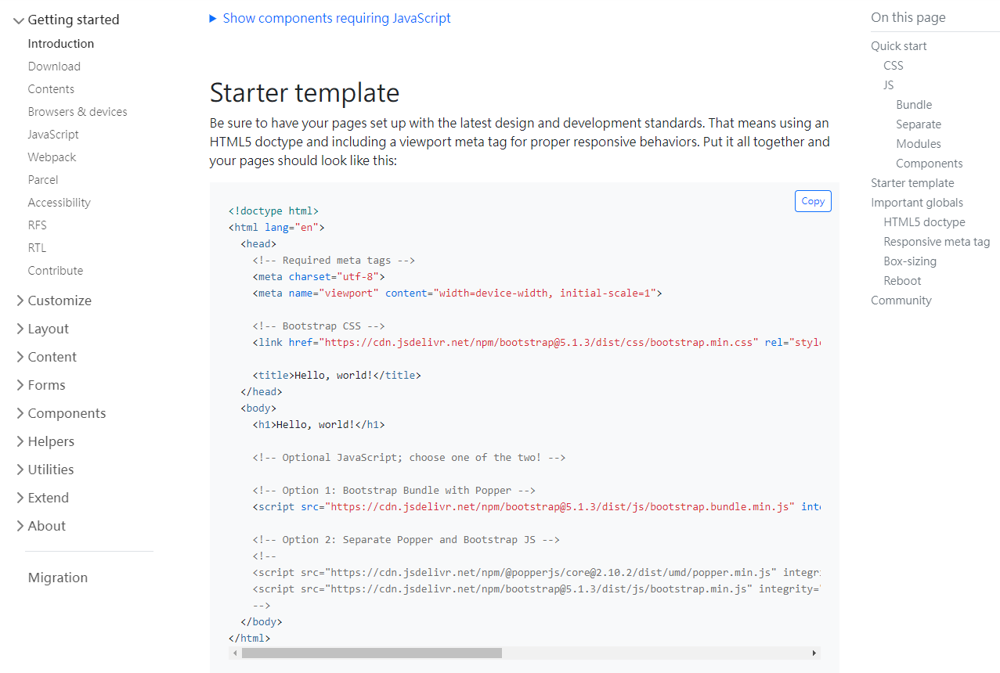 Getting started
Introduction
Download
Contents
Browsers & devices
JavaScript
Webpack
Parcel
Accessibility
RFS
RTL
Contribute
Customize
Layout
Content
Forms
Components
Helpers
Utilities
Extend
About
Migration
Show components requiring JavaScript
Starter template
Be sure to have your pages set up with the latest design and development standards. That means using an
HTML5 doctype and including a viewport meta tag for proper responsive behaviors. Put it all together and
your pages should look like this:
Copy
<!doctype html>
<html lang="en">
  <head>
    <!-- Required meta tags -->
    <meta charset="utf-8">
    <meta name="viewport" content="width=device-width, initial-scale=1">
    <!-- Bootstrap CSS -->
    <link href="https://cdn.jsdelivr.net/npm/bootstrap@5.1.3/dist/css/bootstrap.min.css" rel="style
    <title>Hello, world!</title>
  </head>
  <body>
    <h1>Hello, world!</h1>
    <!-- Optional JavaScript; choose one of the two! -->
    <!-- Option 1: Bootstrap Bundle with Popper -->
    <script src="https://cdn.jsdelivr.net/npm/bootstrap@5.1.3/dist/js/bootstrap.bundle.min.js" inte
    <!-- Option 2: Separate Popper and Bootstrap JS -->
    <!--
    <script src="https://cdn.jsdelivr.net/npm/@popperjs/core@2.10.2/dist/umd/popper.min.js" integri
    <script src="https://cdn.jsdelivr.net/npm/bootstrap@5.1.3/dist/js/bootstrap.min.js" integrity="
    -->
  </body>
</html>
On this page
Quick start
CSS
JS
Bundle
Separate
Modules
Components
Starter template
Important globals
HTML5 doctype
Responsive meta tag
Box-sizing
Reboot
Community